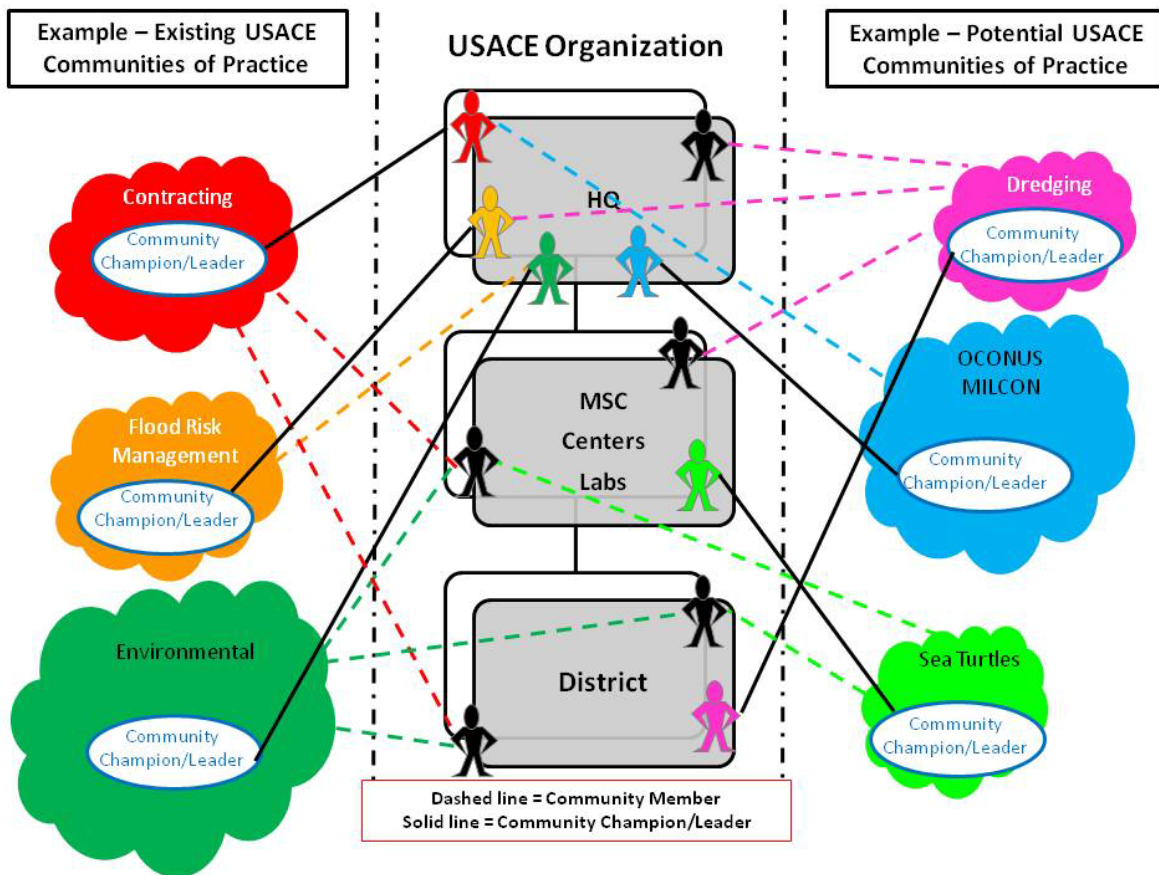 Example – Existing USACE
Communities of Practice
USACE Organization
Example – Potential USACE
Communities of Practice
Contracting
Community
Champion/Leader
Flood Risk
Management
Community
Champion/Leader
Environmental
Community
Champion/Leader
HQ
MSC
Centers
Labs
District
Dredging
Community
Champion/Leader
OCONUS
MILCON
Community
Champion/Leader
Sea Turtles
Community
Champion/Leader
Dashed line = Community Member
Solid line = Community Champion/Leader